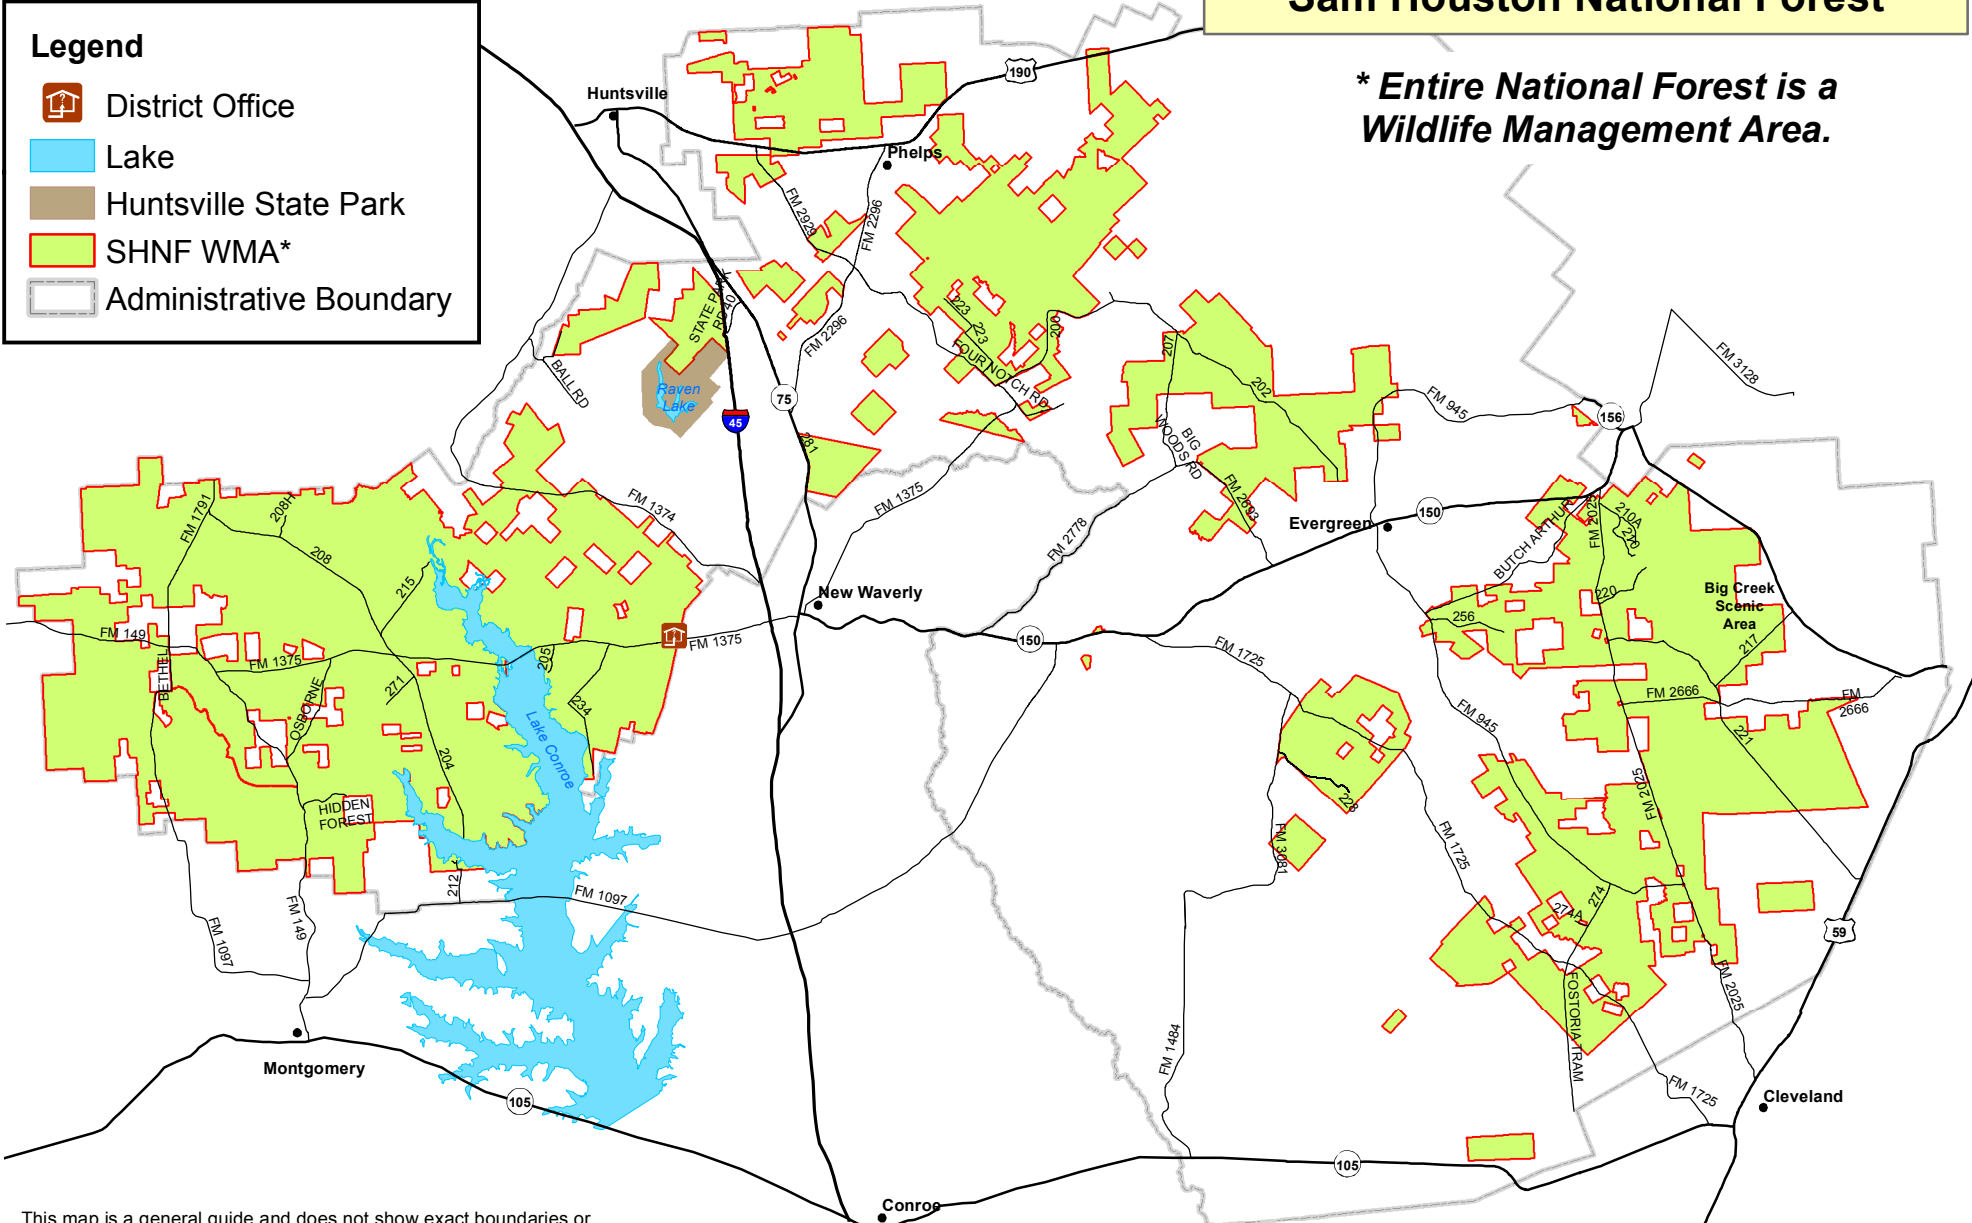 Sam Houston National Forest
* Entire National Forest is a
Wildlife Management Area.
Legend
District Office
Lake
Huntsville State Park
SHNF WMA*
Administrative Boundary
Huntsville
190
Phelps
FM 2929
FM 2296
STATE PARK
RD 40
FM 2296
223
223
200
FOUR NOTCH RD
207
202
FM 3128
BALL RD
Raven
Lake
75
45
FM 945
156
281
BIG
WOODS RD
FM 1375
FM 2693
FM 1374
FM 1791
208H
208
215
FM 2778
Evergreen
150
BUTCH ARTHUR
FM 2025
210A
210
220
Big Creek
Scenic
Area
217
256
New Waverly
FM 149
BETHEL
FM 1375
FM 1375
205
150
FM 1725
271
OSBORNE
234
Lake Conroe
204
FM 2666
FM
2666
FM 945
221
HIDDEN
FOREST
228
FM 2025
FM 3081
FM 1725
212
FM 1097
FM 149
FM 1097
274
274A
59
FM 2025
FOSTORIA TRAM
FM 1484
Montgomery
105
FM 1725
Cleveland
105
Conroe
This map is a general guide and does not show exact boundaries or